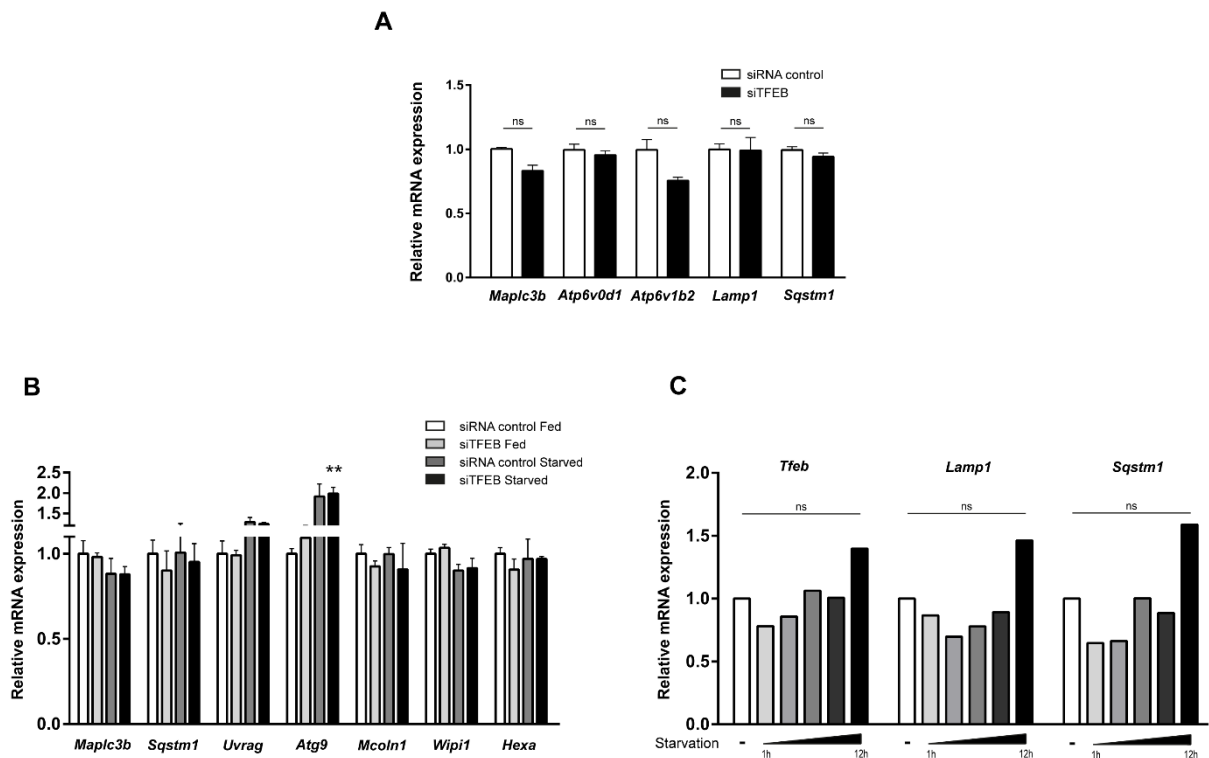 A
siRNA control
siTFEB
Relative mRNA expression
1.5
1.0
0.5
0.0
ns ns ns ns ns
Maplc3b Atp6v0d1 Atp6v1b2 Lamp1 Sqstm1
B
siRNA control Fed
siTFEB Fed
siRNA control Starved
siTFEB Starved
Relative mRNA expression
2.5
2.0
1.5
1.0
0.5
0.0
**
Maplc3b Sqstm1 Uvrag Atg9 Mcoln1 Wipi1 Hexa
C
Relative mRNA expression
2.0
1.5
1.0
0.5
0.0
Tfeb Lamp1 Sqstm1
ns ns ns
Starvation - - -
1h 12h 1h 12h 1h 12h